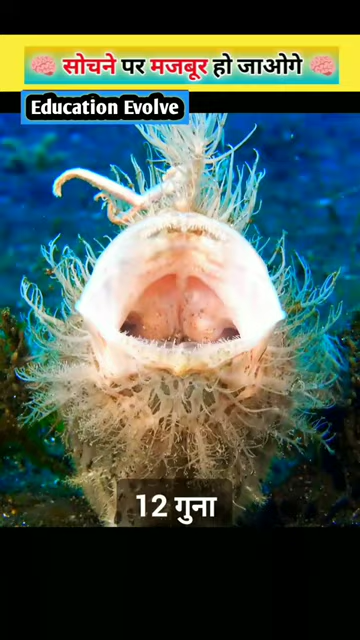 🧠 सोचने पर मजबूर हो जाओगे 🧠
Education Evolve
12 गुना